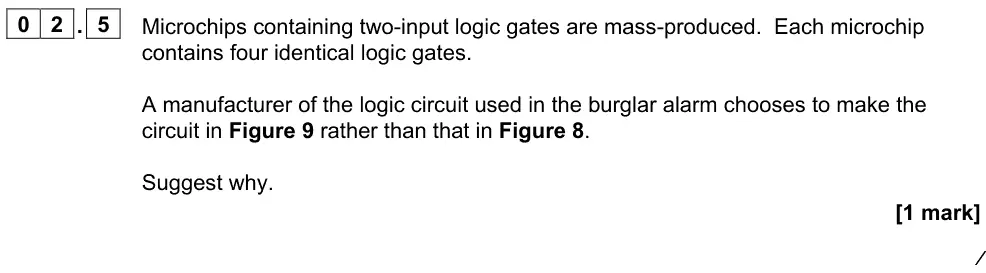 0 2 . 5 Microchips containing two-input logic gates are mass-produced. Each microchip
contains four identical logic gates.
A manufacturer of the logic circuit used in the burglar alarm chooses to make the
circuit in Figure 9 rather than that in Figure 8.
Suggest why.
[1 mark]